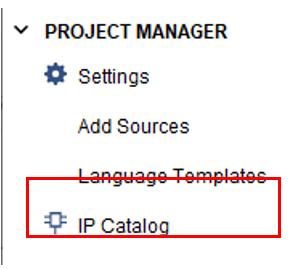 PROJECT MANAGER
Settings
Add Sources
Language Templates
IP Catalog